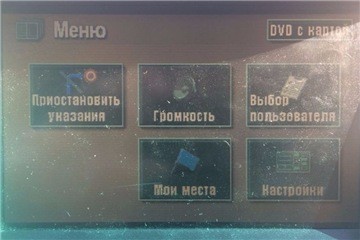 Меню
DVD с картой
Приостановить
указания
Громкость
Выбор
пользователя
Мои места
Настройки